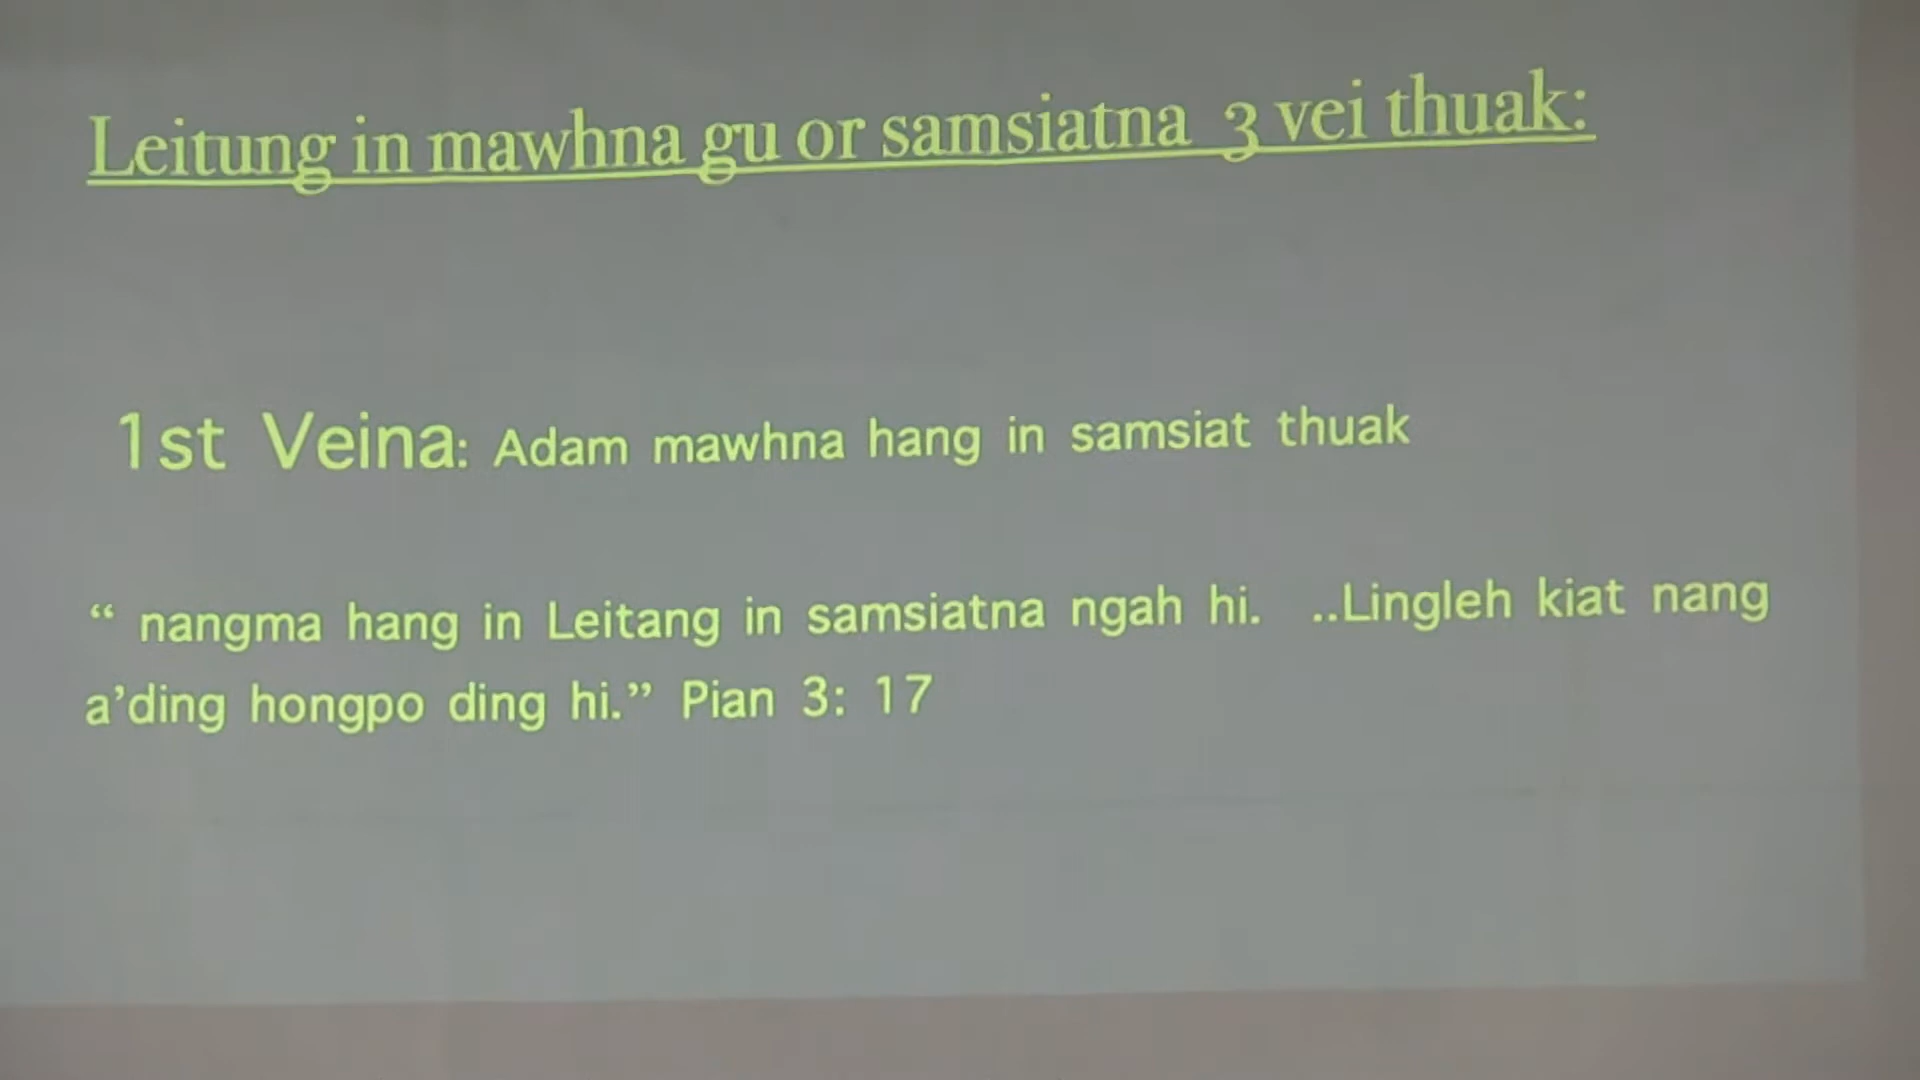 Leitung in mawhna gu or samsiatna 3 vei thuak:
1st Veina: Adam mawhna hang in samsiat thuak
“ nangma hang in Leitang in samsiatna ngah hi. ..Lingleh kiat nang
a’ding hongpo ding hi.” Pian 3: 17